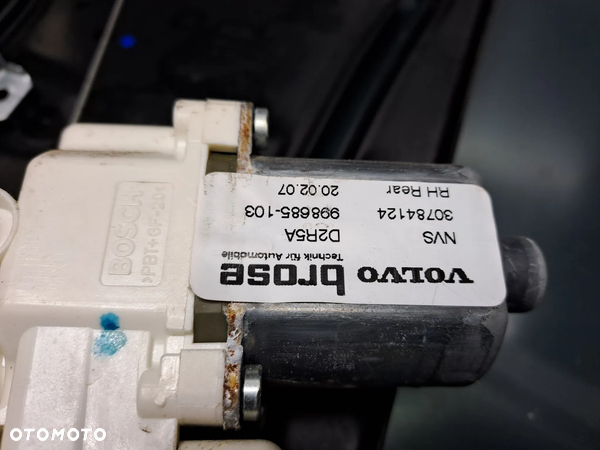 VOLVO brose
Technik für Automobile
NVS D2R5A
30784124 998685-103
RH Rear 20.02.07
BOSCH
OTOMOTO